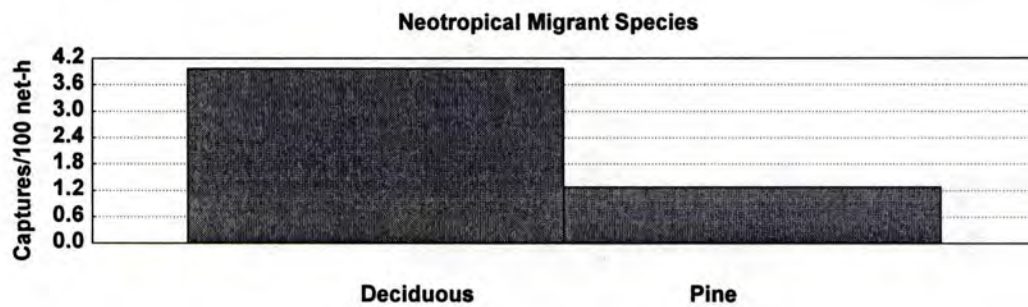 Neotropical Migrant Species
Captures/100 net-h
4.2
3.6
3.0
2.4
1.8
1.2
0.6
0.0
Deciduous Pine